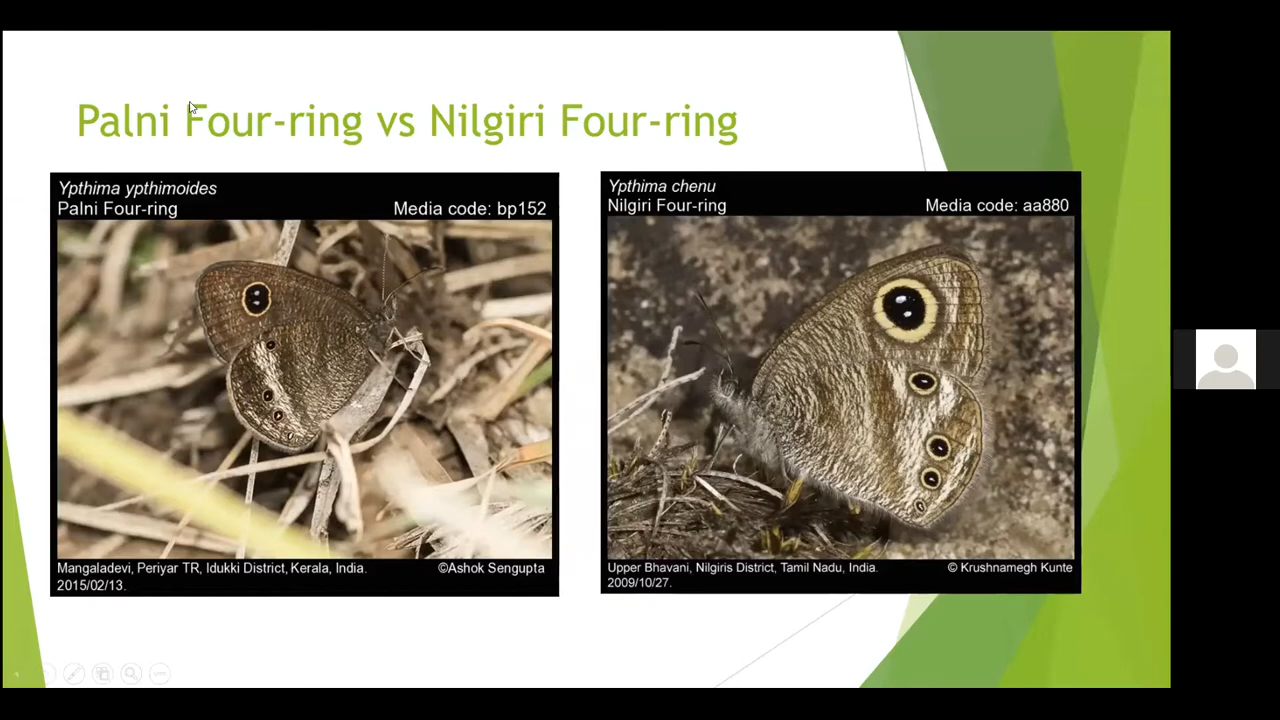 Palni Four-ring vs Nilgiri Four-ring
Ypthima ypthimoides
Palni Four-ring
Media code: bp152
Mangaladevi, Periyar TR, Idukki District, Kerala, India.
©Ashok Sengupta
2015/02/13.
Ypthima chenu
Nilgiri Four-ring
Media code: aa880
Upper Bhavani, Nilgiris District, Tamil Nadu, India.
© Krushnamegh Kunte
2009/10/27.